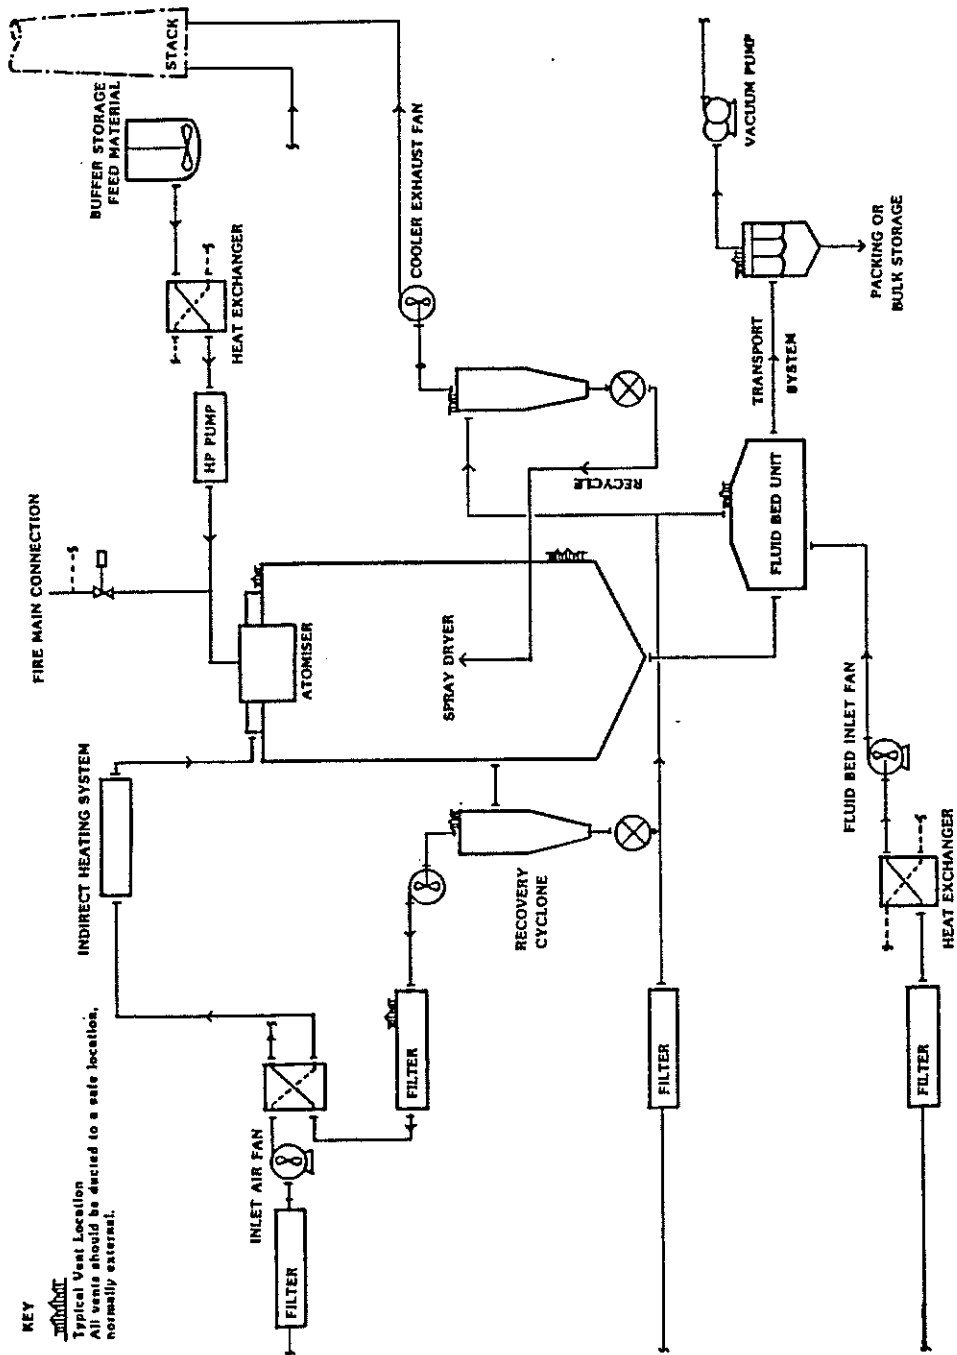 KEY
Typical Vent Location
All vents should be ducted to a safe location,
normally external.
INDIRECT HEATING SYSTEM
FIRE MAIN CONNECTION
BUFFER STORAGE
FEED MATERIAL
STACK
HEAT EXCHANGER
HP PUMP
INLET AIR FAN
FILTER
ATOMISER
COOLER EXHAUST FAN
FILTER
SPRAY DRYER
RECOVERY
CYCLONE
RECYCLE
VACUUM PUMP
FILTER
TRANSPORT
SYSTEM
FLUID BED UNIT
PACKING OR
BULK STORAGE
FLUID BED INLET FAN
FILTER
HEAT EXCHANGER